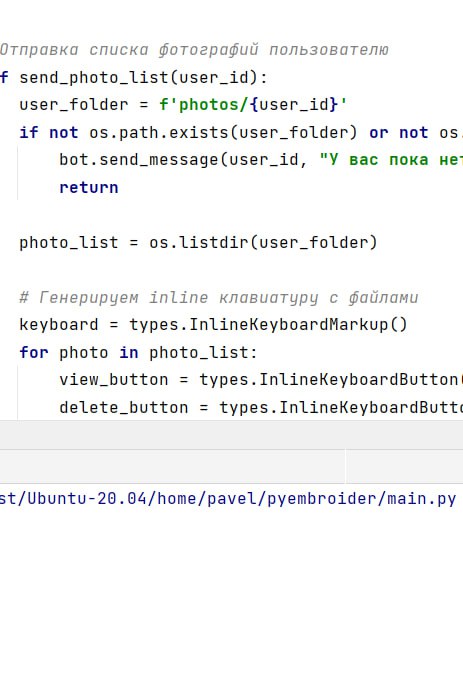 Отправка списка фотографий пользователю
f send_photo_list(user_id):
user_folder = f'photos/{user_id}'
if not os.path.exists(user_folder) or not os.
bot.send_message(user_id, "У вас пока нет
return
photo_list = os.listdir(user_folder)
# Генерируем inline клавиатуру с файлами
keyboard = types.InlineKeyboardMarkup()
for photo in photo_list:
view_button = types.InlineKeyboardButton(
delete_button = types.InlineKeyboardButto
st/Ubuntu-20.04/home/pavel/pyembroider/main.py